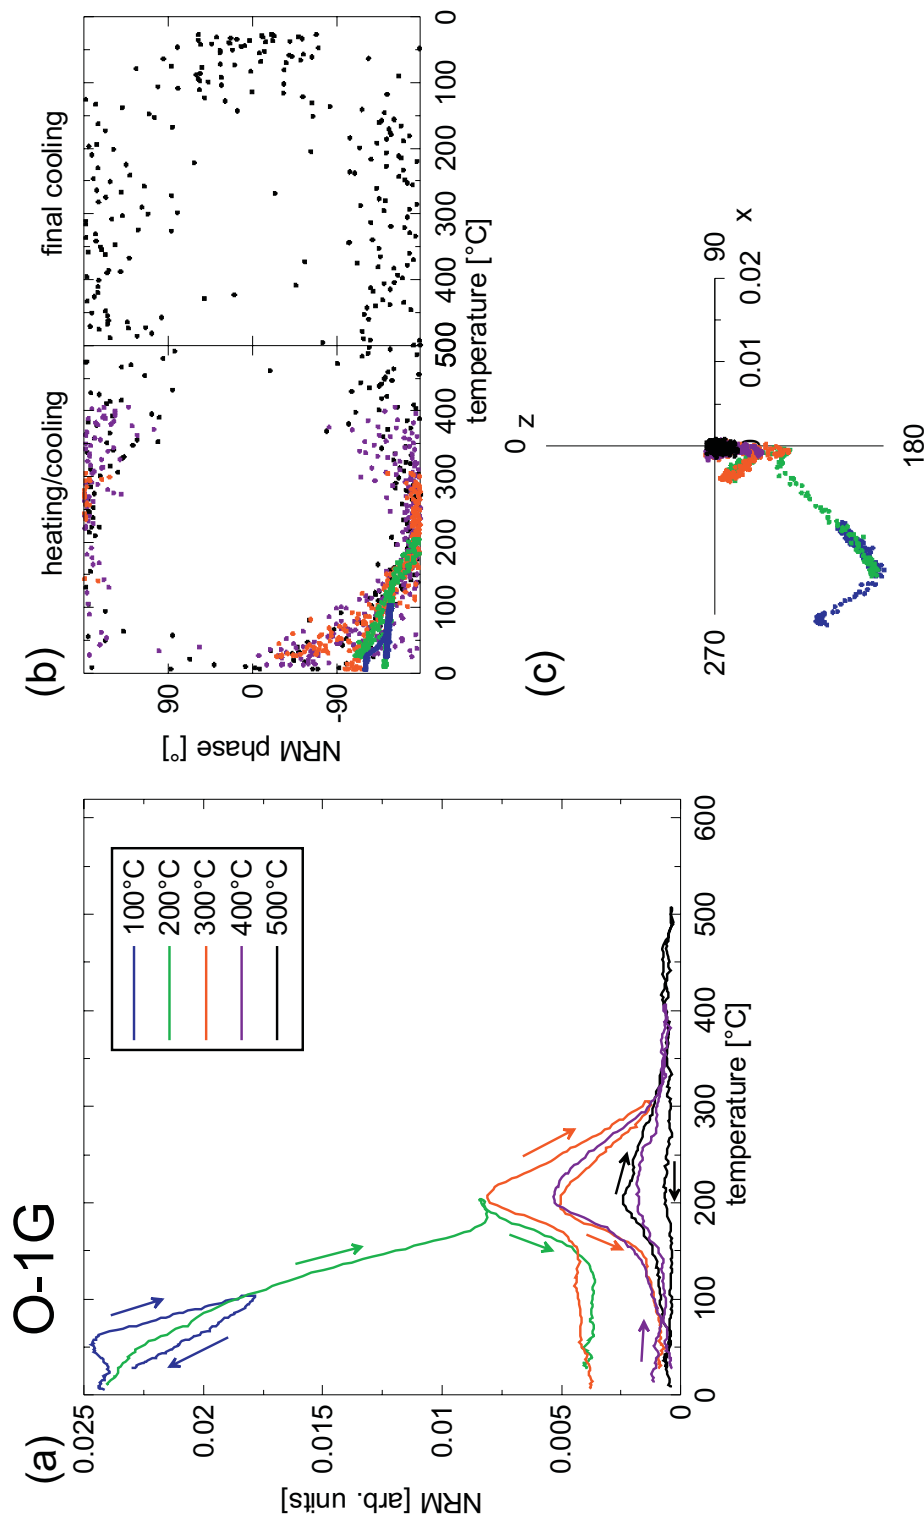 O-1G
(a)
NRM [arb. units]
0.025
0.02
0.015
0.01
0.005
0
100°C
200°C
300°C
400°C
500°C
0 100 200 300 400 500 600
temperature [°C]
(b)
heating/cooling final cooling
NRM phase [°]
90
0
-90
0 100 200 300 400 500 400 300 200 100 0
temperature [°C]
(c)
0
z
270
90
0 0.01 0.02
x
180